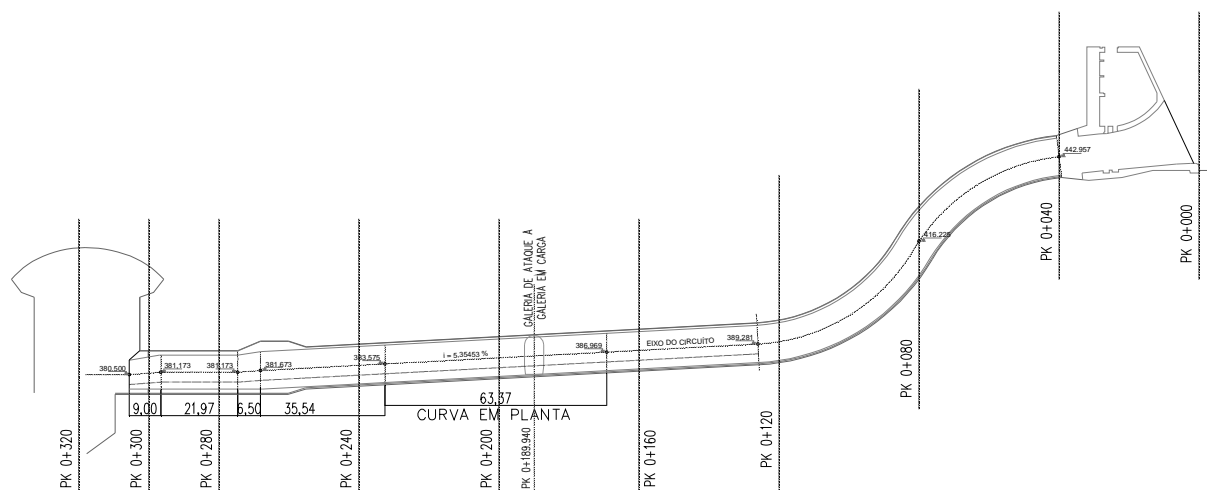 442.957
416.228
GALERIA DE ATAQUE A
GALERIA EM CARGA
389,281
EIXO DO CIRCUÍTO
386,969
i = 5,35453 %
383,575
381,673
381,173
381,173
380,500
9,00
21,97
6,50
35,54
63,37
CURVA EM PLANTA
PK 0+320
PK 0+300
PK 0+280
PK 0+240
PK 0+200
PK 0+189.940
PK 0+160
PK 0+120
PK 0+080
PK 0+040
PK 0+000